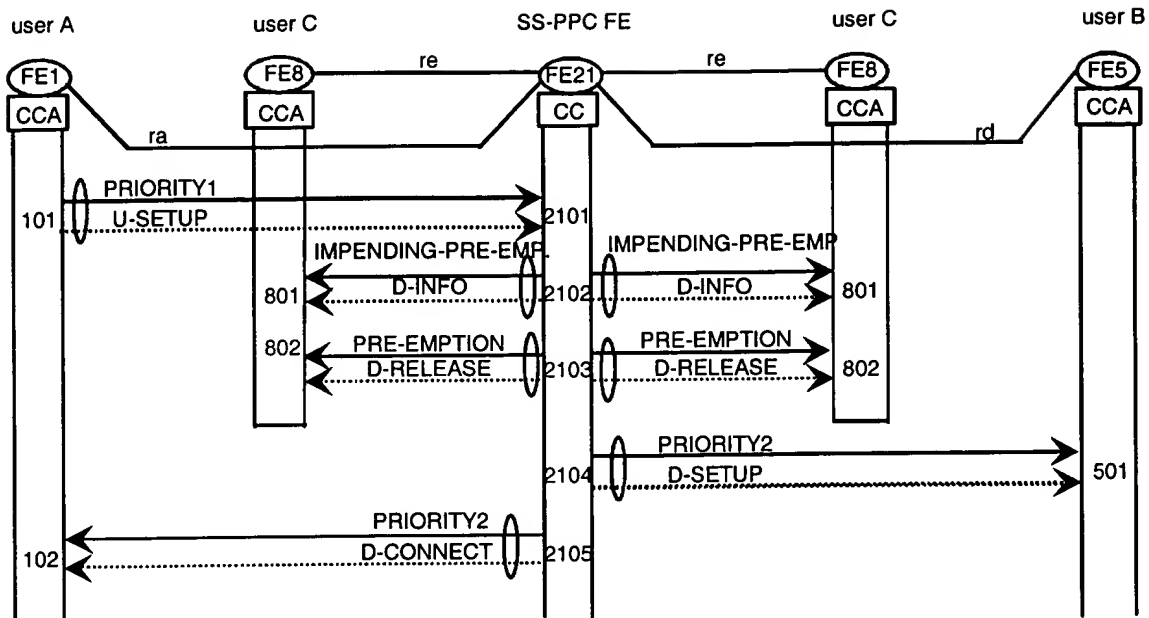 user A user C SS-PPC FE user C user B
FE1 FE8 re FE21 re FE8 FE5
CCA CCA CC CCA CCA
ra rd
PRIORITY1
101 U-SETUP 2101
IMPENDING-PRE-EMP. IMPENDING-PRE-EMP
801 D-INFO 2102 D-INFO 801
802 PRE-EMPTION PRE-EMPTION
D-RELEASE 2103 D-RELEASE 802
PRIORITY2
2104 D-SETUP 501
PRIORITY2
102 D-CONNECT 2105